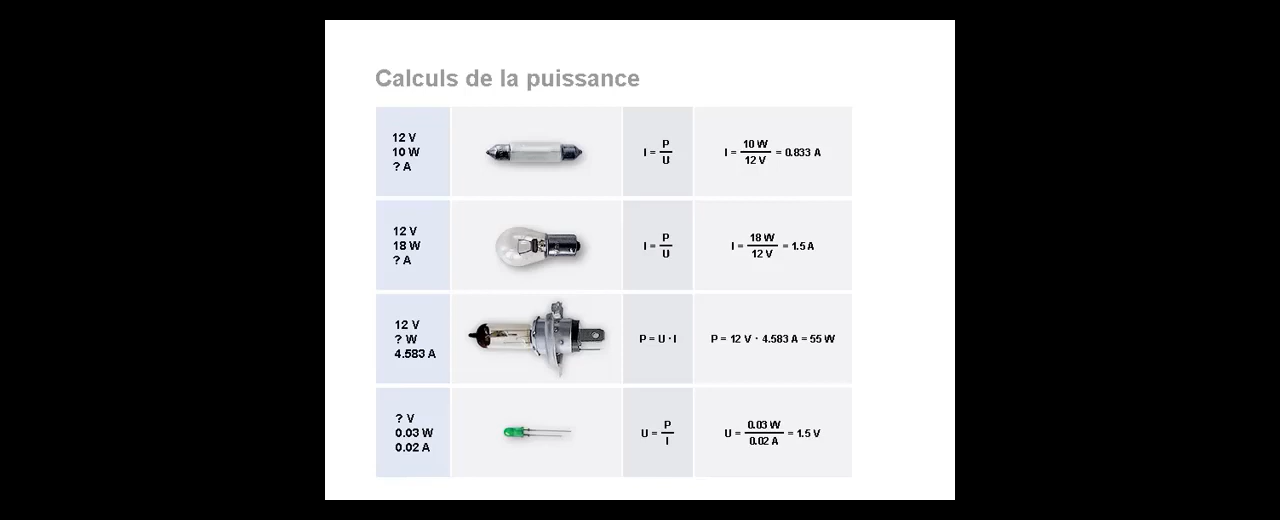 Calculs de la puissance
12 V
10 W
? A
I = P/U
I = 10 W/12 V = 0.833 A
12 V
18 W
? A
I = P/U
I = 18 W/12 V = 1.5 A
12 V
? W
4.583 A
P = U · I
P = 12 V · 4.583 A = 55 W
? V
0.03 W
0.02 A
U = P/I
U = 0.03 W/0.02 A = 1.5 V